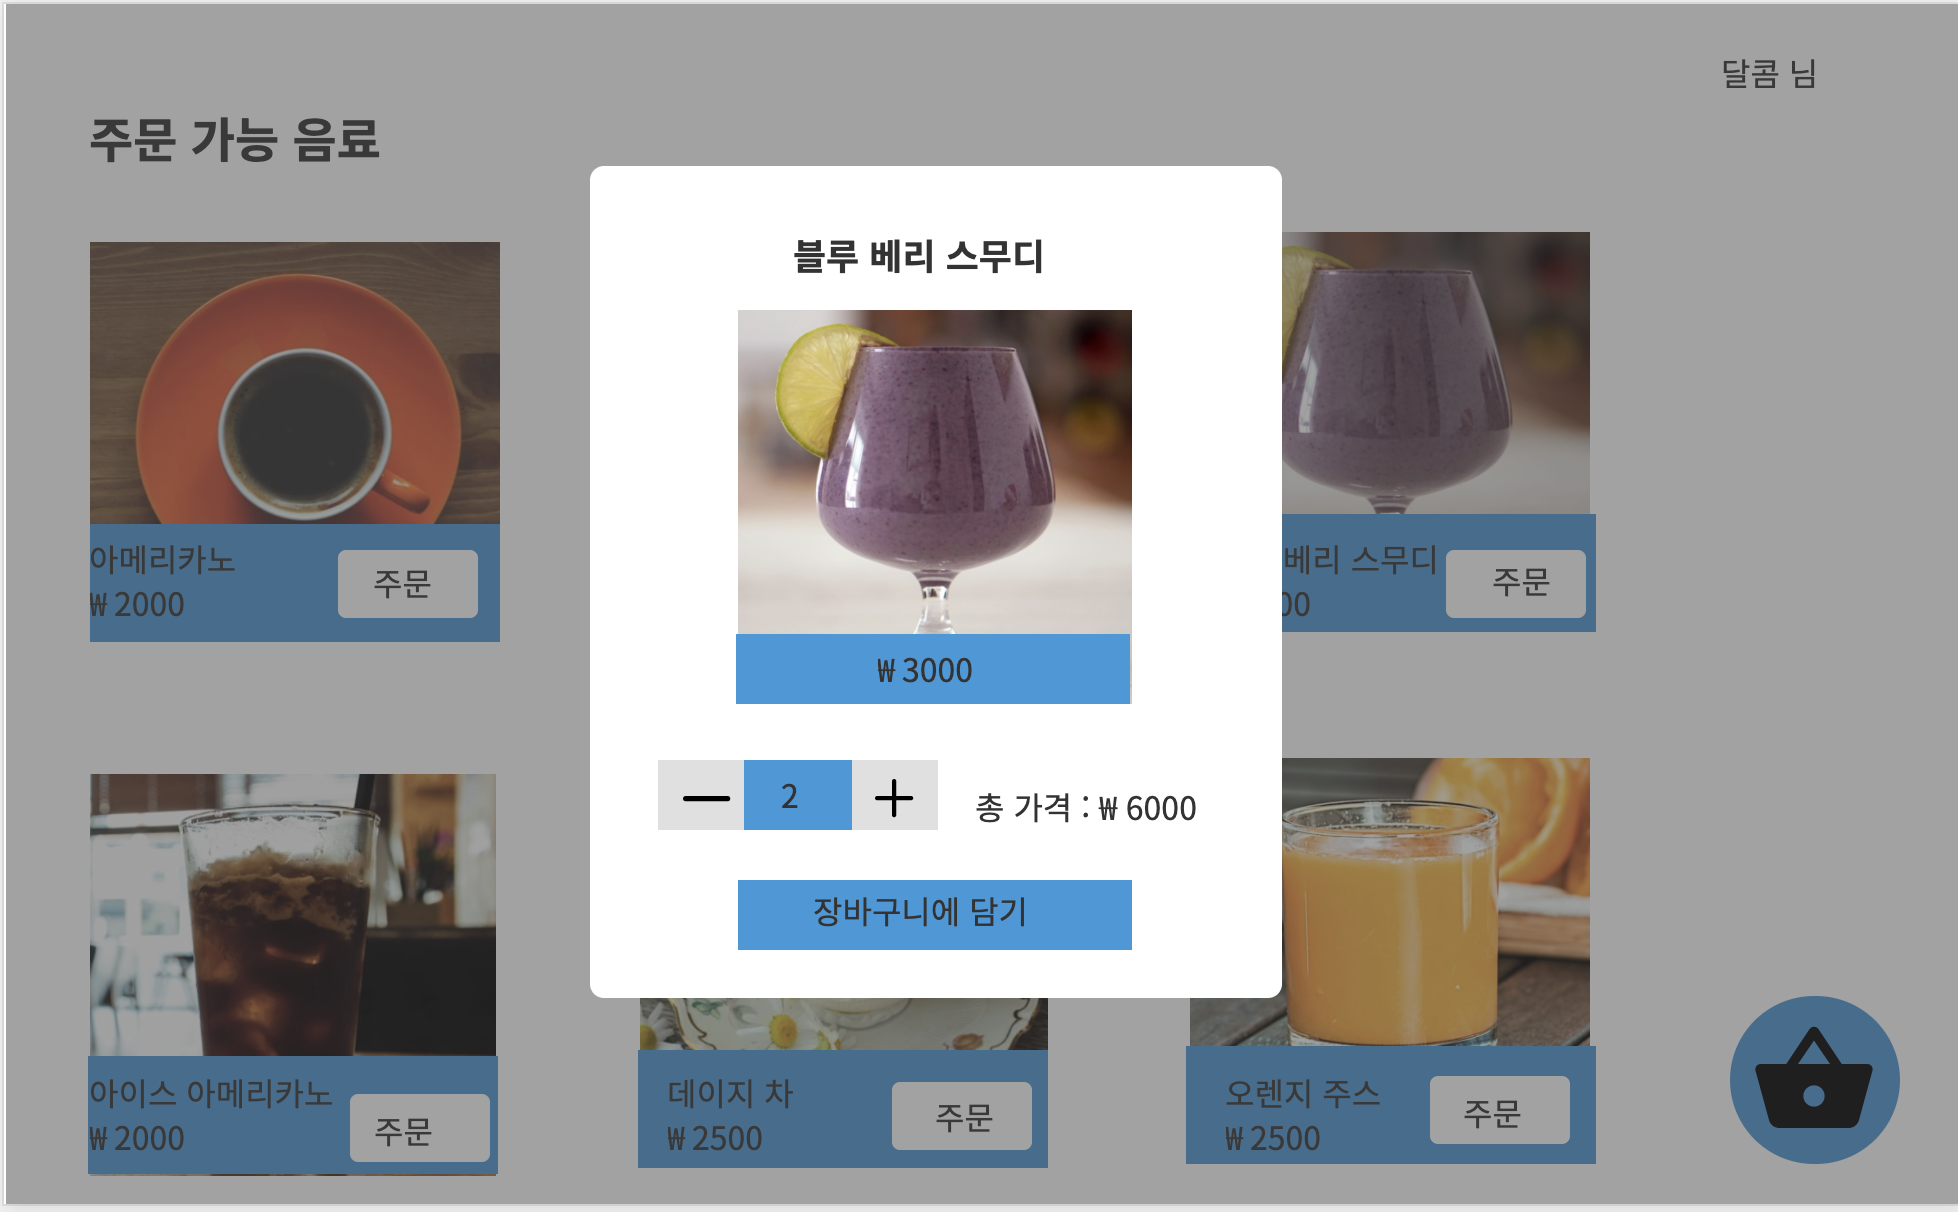 달콤 님
주문 가능 음료
블루 베리 스무디
₩ 3000
2
총 가격 : ₩ 6000
장바구니에 담기
아메리카노
₩ 2000
주문
베리 스무디
00
주문
아이스 아메리카노
₩ 2000
주문
데이지 차
₩ 2500
주문
오렌지 주스
₩ 2500
주문